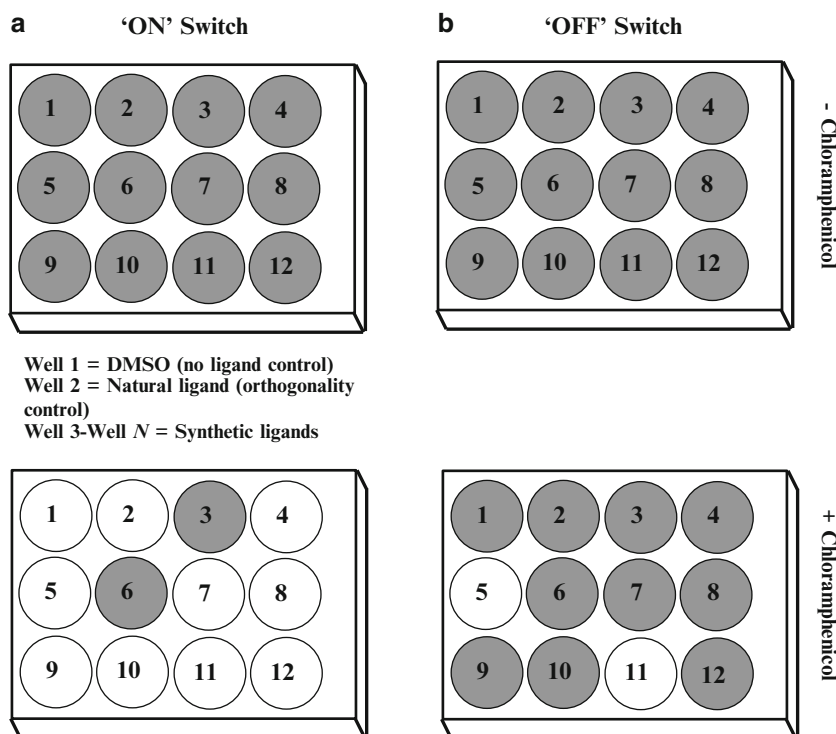 a
'ON' Switch
b
'OFF' Switch
1 2 3 4
5 6 7 8
9 10 11 12
1 2 3 4
5 6 7 8
9 10 11 12
- Chloramphenicol
Well 1 = DMSO (no ligand control)
Well 2 = Natural ligand (orthogonality
control)
Well 3-Well N = Synthetic ligands
1 2 3 4
5 6 7 8
9 10 11 12
1 2 3 4
5 6 7 8
9 10 11 12
+ Chloramphenicol